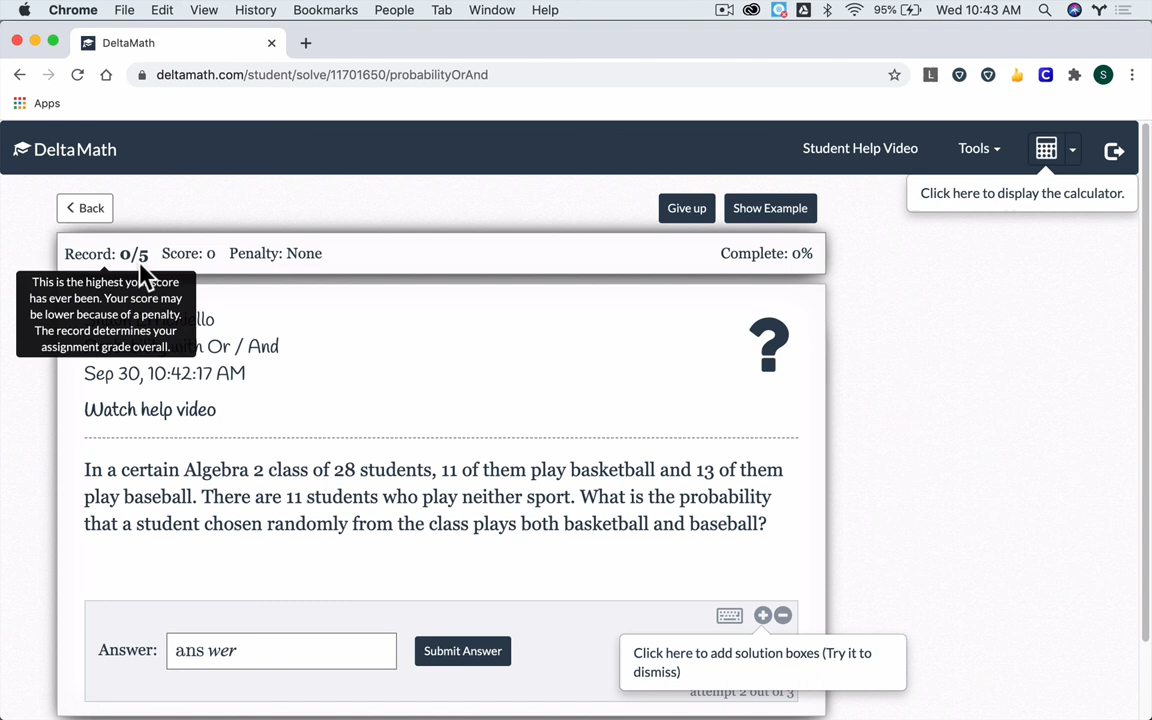 Chrome File Edit View History Bookmarks People Tab Window Help 95% Wed 10:43 AM
DeltaMath
deltamath.com/student/solve/11701650/probabilityOrAnd L C S
Apps
DeltaMath Student Help Video Tools
Click here to display the calculator.
Back Give up Show Example
Record: 0/5 Score: 0 Penalty: None Complete: 0%
This is the highest your score
has ever been. Your score may
be lower because of a penalty.
The record determines your
assignment grade overall.
Or / And
Sep 30, 10:42:17 AM
Watch help video
In a certain Algebra 2 class of 28 students, 11 of them play basketball and 13 of them
play baseball. There are 11 students who play neither sport. What is the probability
that a student chosen randomly from the class plays both basketball and baseball?
Answer: ans wer Submit Answer
Click here to add solution boxes (Try it to
dismiss)
attempt 2 out of 3